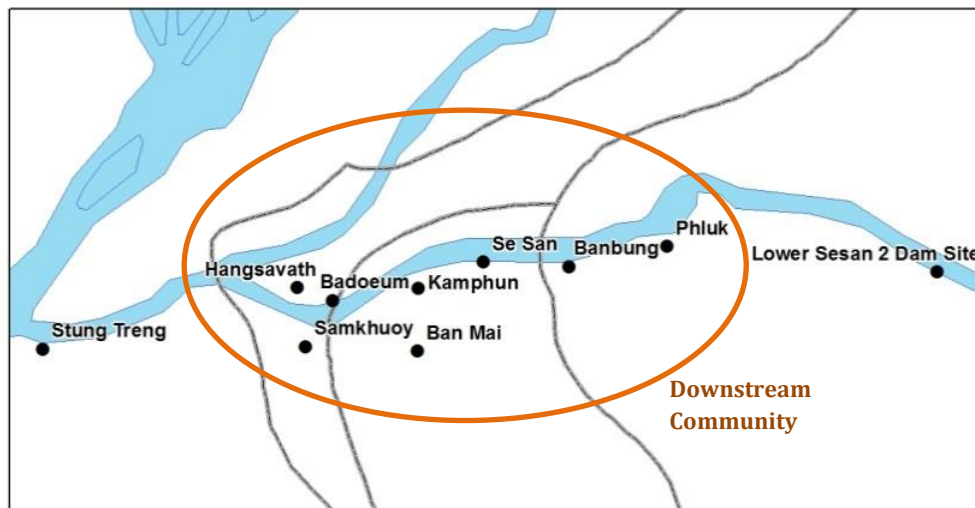 Phluk
Se San
Banbung
Lower Sesan 2 Dam Site
Hangsavath
Badoeum
Kamphun
Stung Treng
Samkhuoy
Ban Mai
Downstream
Community